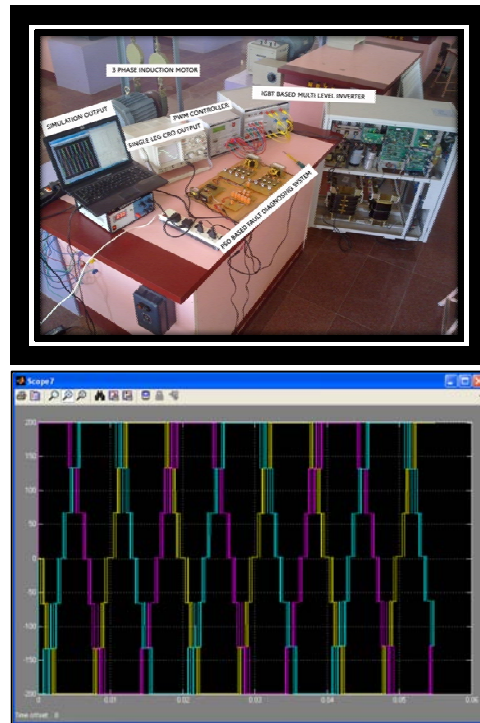 3 PHASE INDUCTION MOTOR
IGBT BASED MULTI LEVEL INVERTER
PWM CONTROLLER
SIMULATION OUTPUT
SINGLE LEG CRO OUTPUT
PSO BASED FAULT DIAGNOSING SYSTEM
Scope7
200
150
100
50
0
-50
-100
-150
-200
0
0.01
0.02
0.03
0.04
0.05
0.06
Time offset: 0